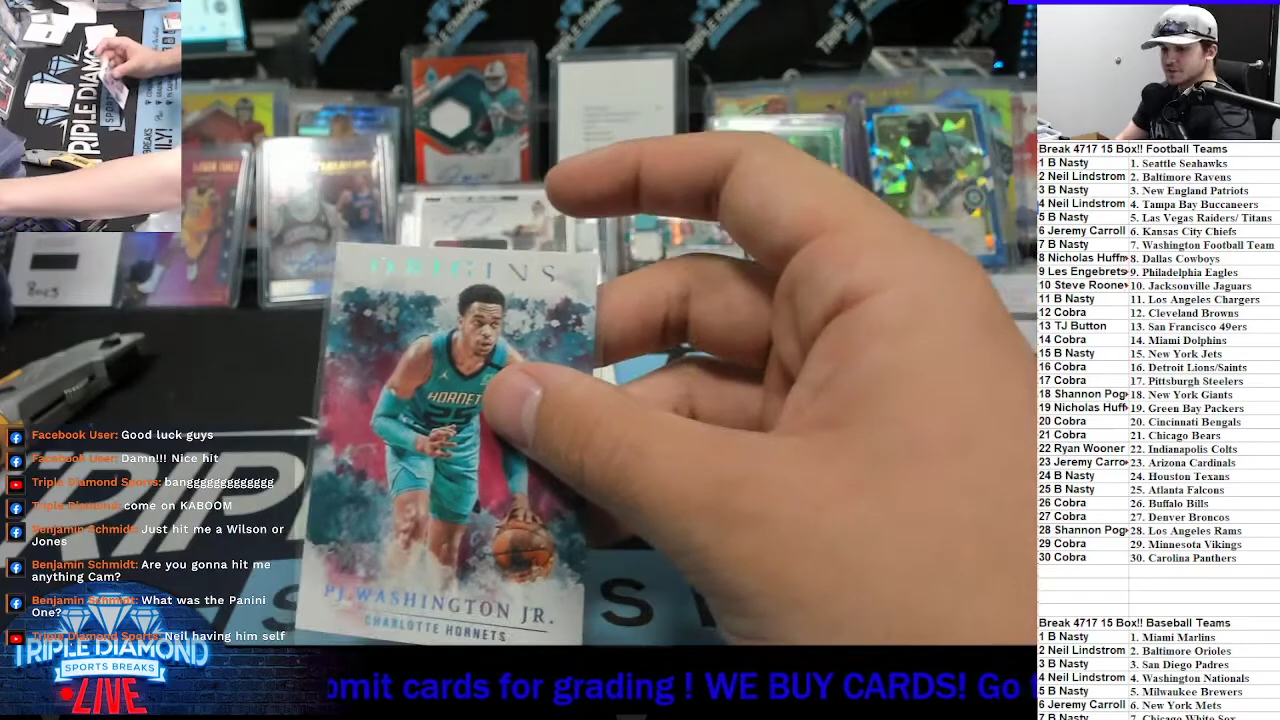 ORIGINS
HORNETS
25
PJ WASHINGTON JR.
CHARLOTTE HORNETS
Facebook User: Good luck guys
Facebook User: Damn!!! Nice hit
Triple Diamond Sports: banggggggggggggg
Triple Diamond: come on KABOOM
Benjamin Schmidt: Just hit me a Wilson or
Jones
Benjamin Schmidt: Are you gonna hit me
anything Cam?
Benjamin Schmidt: What was the Panini
One?
Triple Diamond Sports: Neil having him self
TRIPLE DIAMOND
SPORTS BREAKS
LIVE
omit cards for grading ! WE BUY CARDS! Go
Break 4717 15 Box!! Football Teams
1 B Nasty 1. Seattle Seahawks
2 Neil Lindstrom 2. Baltimore Ravens
3 B Nasty 3. New England Patriots
4 Neil Lindstrom 4. Tampa Bay Buccaneers
5 B Nasty 5. Las Vegas Raiders/ Titans
6 Jeremy Carroll 6. Kansas City Chiefs
7 B Nasty 7. Washington Football Team
8 Nicholas Huffm 8. Dallas Cowboys
9 Les Engebrets 9. Philadelphia Eagles
10 Steve Roone 10. Jacksonville Jaguars
11 B Nasty 11. Los Angeles Chargers
12 Cobra 12. Cleveland Browns
13 TJ Button 13. San Francisco 49ers
14 Cobra 14. Miami Dolphins
15 B Nasty 15. New York Jets
16 Cobra 16. Detroit Lions/Saints
17 Cobra 17. Pittsburgh Steelers
18 Shannon Pog 18. New York Giants
19 Nicholas Huff 19. Green Bay Packers
20 Cobra 20. Cincinnati Bengals
21 Cobra 21. Chicago Bears
22 Ryan Wooner 22. Indianapolis Colts
23 Jeremy Carro 23. Arizona Cardinals
24 B Nasty 24. Houston Texans
25 B Nasty 25. Atlanta Falcons
26 Cobra 26. Buffalo Bills
27 Cobra 27. Denver Broncos
28 Shannon Pog 28. Los Angeles Rams
29 Cobra 29. Minnesota Vikings
30 Cobra 30. Carolina Panthers
Break 4717 15 Box!! Baseball Teams
1 B Nasty 1. Miami Marlins
2 Neil Lindstrom 2. Baltimore Orioles
3 B Nasty 3. San Diego Padres
4 Neil Lindstrom 4. Washington Nationals
5 B Nasty 5. Milwaukee Brewers
6 Jeremy Carroll 6. New York Mets
7 B Nasty 7. Chicago White Sox